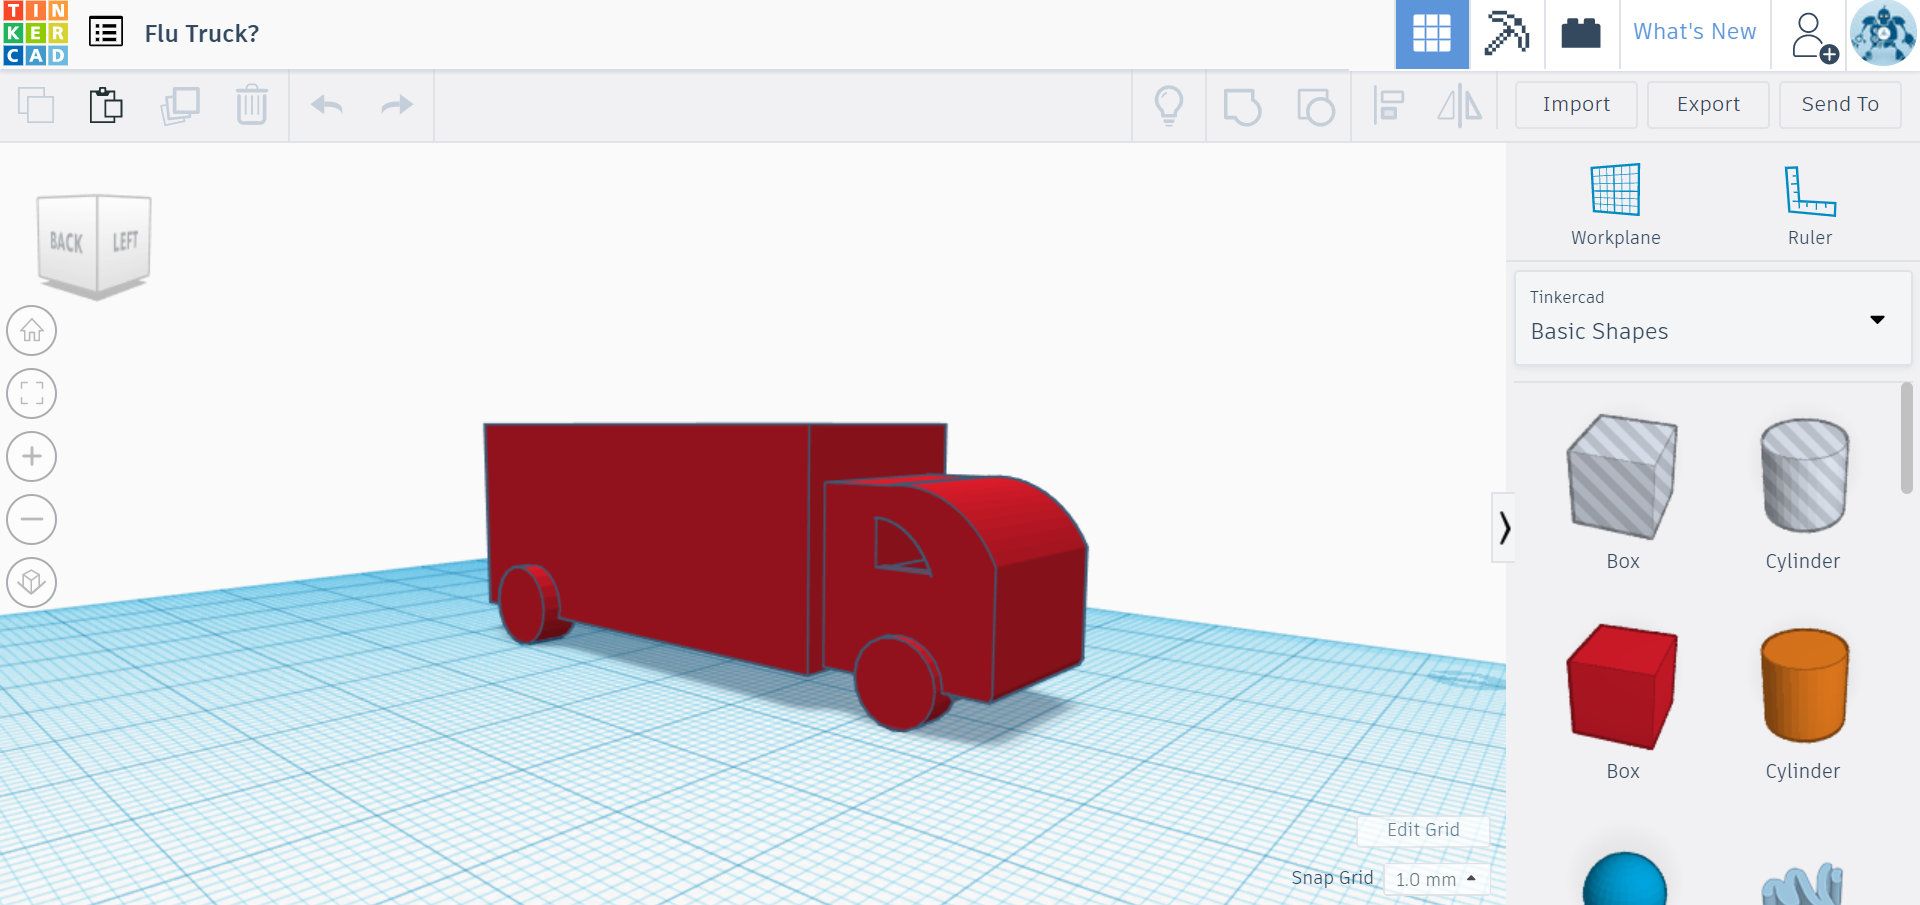 TIN
KER
CAD
Flu Truck?
What's New
Import
Export
Send To
BACK
LEFT
Workplane
Ruler
Tinkercad
Basic Shapes
Box
Cylinder
Box
Cylinder
Edit Grid
Snap Grid
1.0 mm